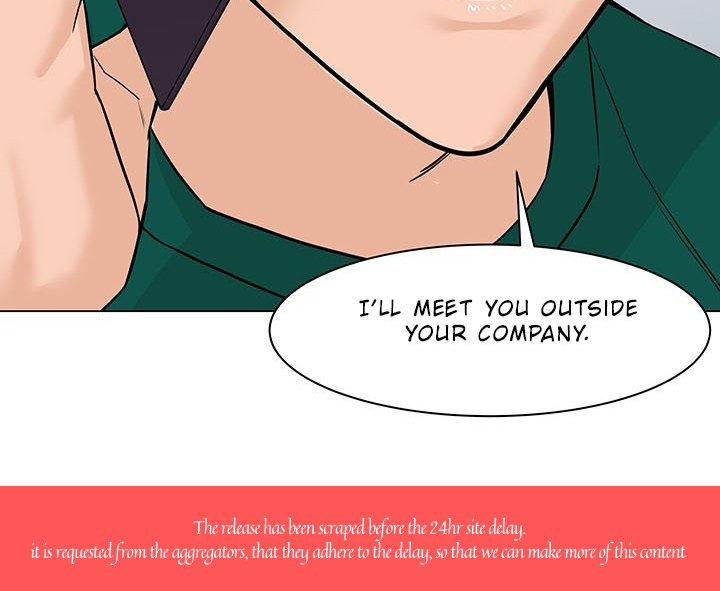 I'LL MEET YOU OUTSIDE
YOUR COMPANY.
The release has been scraped before the 24hr site delay.
it is requested from the aggregators, that they adhere to the delay, so that we can make more of this content